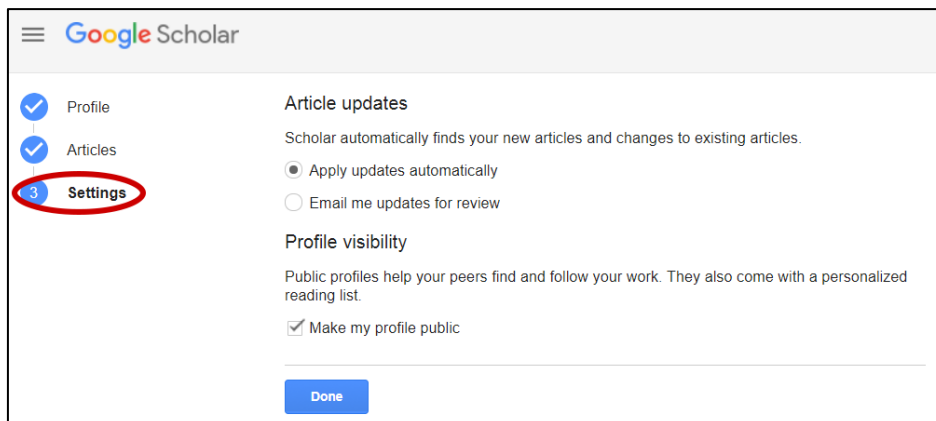 Google Scholar
Profile
Articles
3 Settings
Article updates
Scholar automatically finds your new articles and changes to existing articles.
Apply updates automatically
Email me updates for review
Profile visibility
Public profiles help your peers find and follow your work. They also come with a personalized
reading list.
Make my profile public
Done